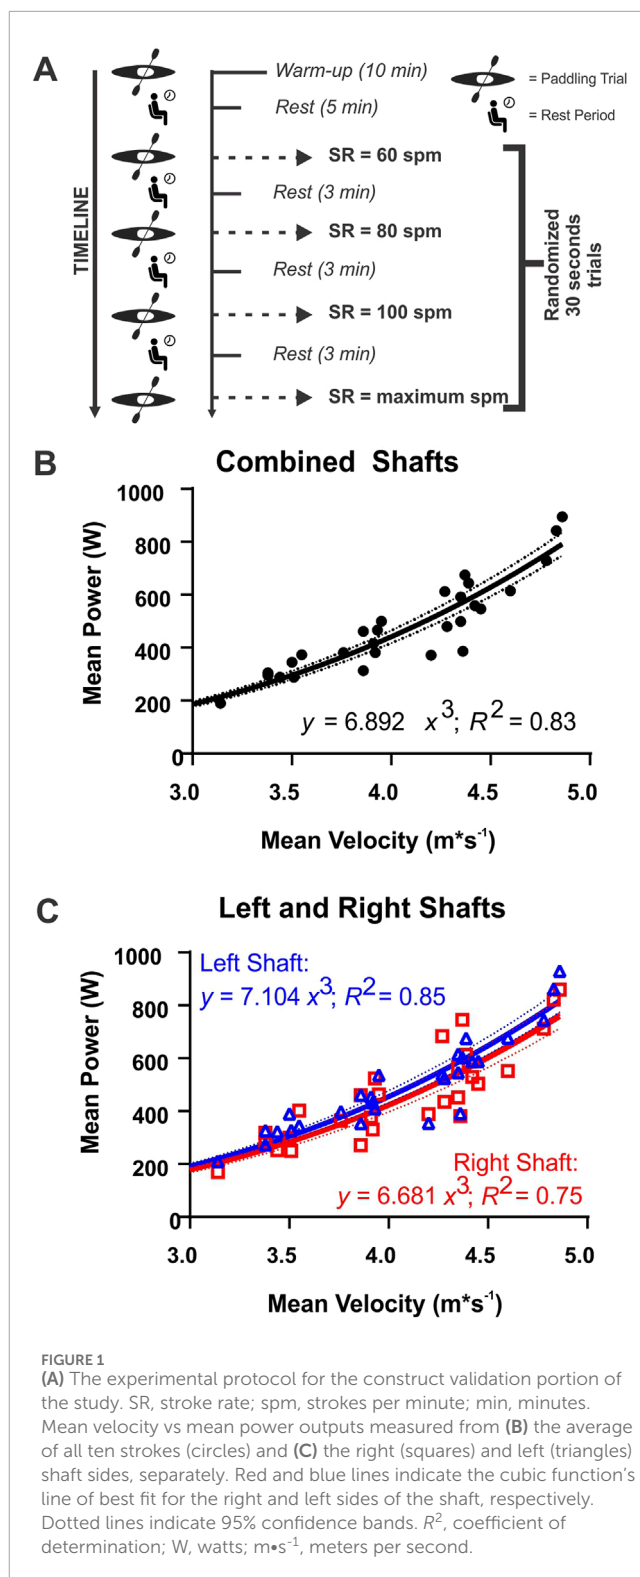 A
TIMELINE
Warm-up (10 min)
Rest (5 min)
SR = 60 spm
Rest (3 min)
SR = 80 spm
Rest (3 min)
SR = 100 spm
Rest (3 min)
SR = maximum spm
= Paddling Trial
= Rest Period
Randomized
30 seconds
trials
B
Combined Shafts
Mean Power (W)
1000
800
600
400
200
0
y = 6.892 x³; R² = 0.83
3.0 3.5 4.0 4.5 5.0
Mean Velocity (m*s⁻¹)
C
Left and Right Shafts
Mean Power (W)
1000
800
600
400
200
0
Left Shaft:
y = 7.104 x³; R² = 0.85
Right Shaft:
y = 6.681 x³; R² = 0.75
3.0 3.5 4.0 4.5 5.0
Mean Velocity (m*s⁻¹)
FIGURE 1
(A) The experimental protocol for the construct validation portion of
the study. SR, stroke rate; spm, strokes per minute; min, minutes.
Mean velocity vs mean power outputs measured from (B) the average
of all ten strokes (circles) and (C) the right (squares) and left (triangles)
shaft sides, separately. Red and blue lines indicate the cubic function's
line of best fit for the right and left sides of the shaft, respectively.
Dotted lines indicate 95% confidence bands. R², coefficient of
determination; W, watts; m•s⁻¹, meters per second.